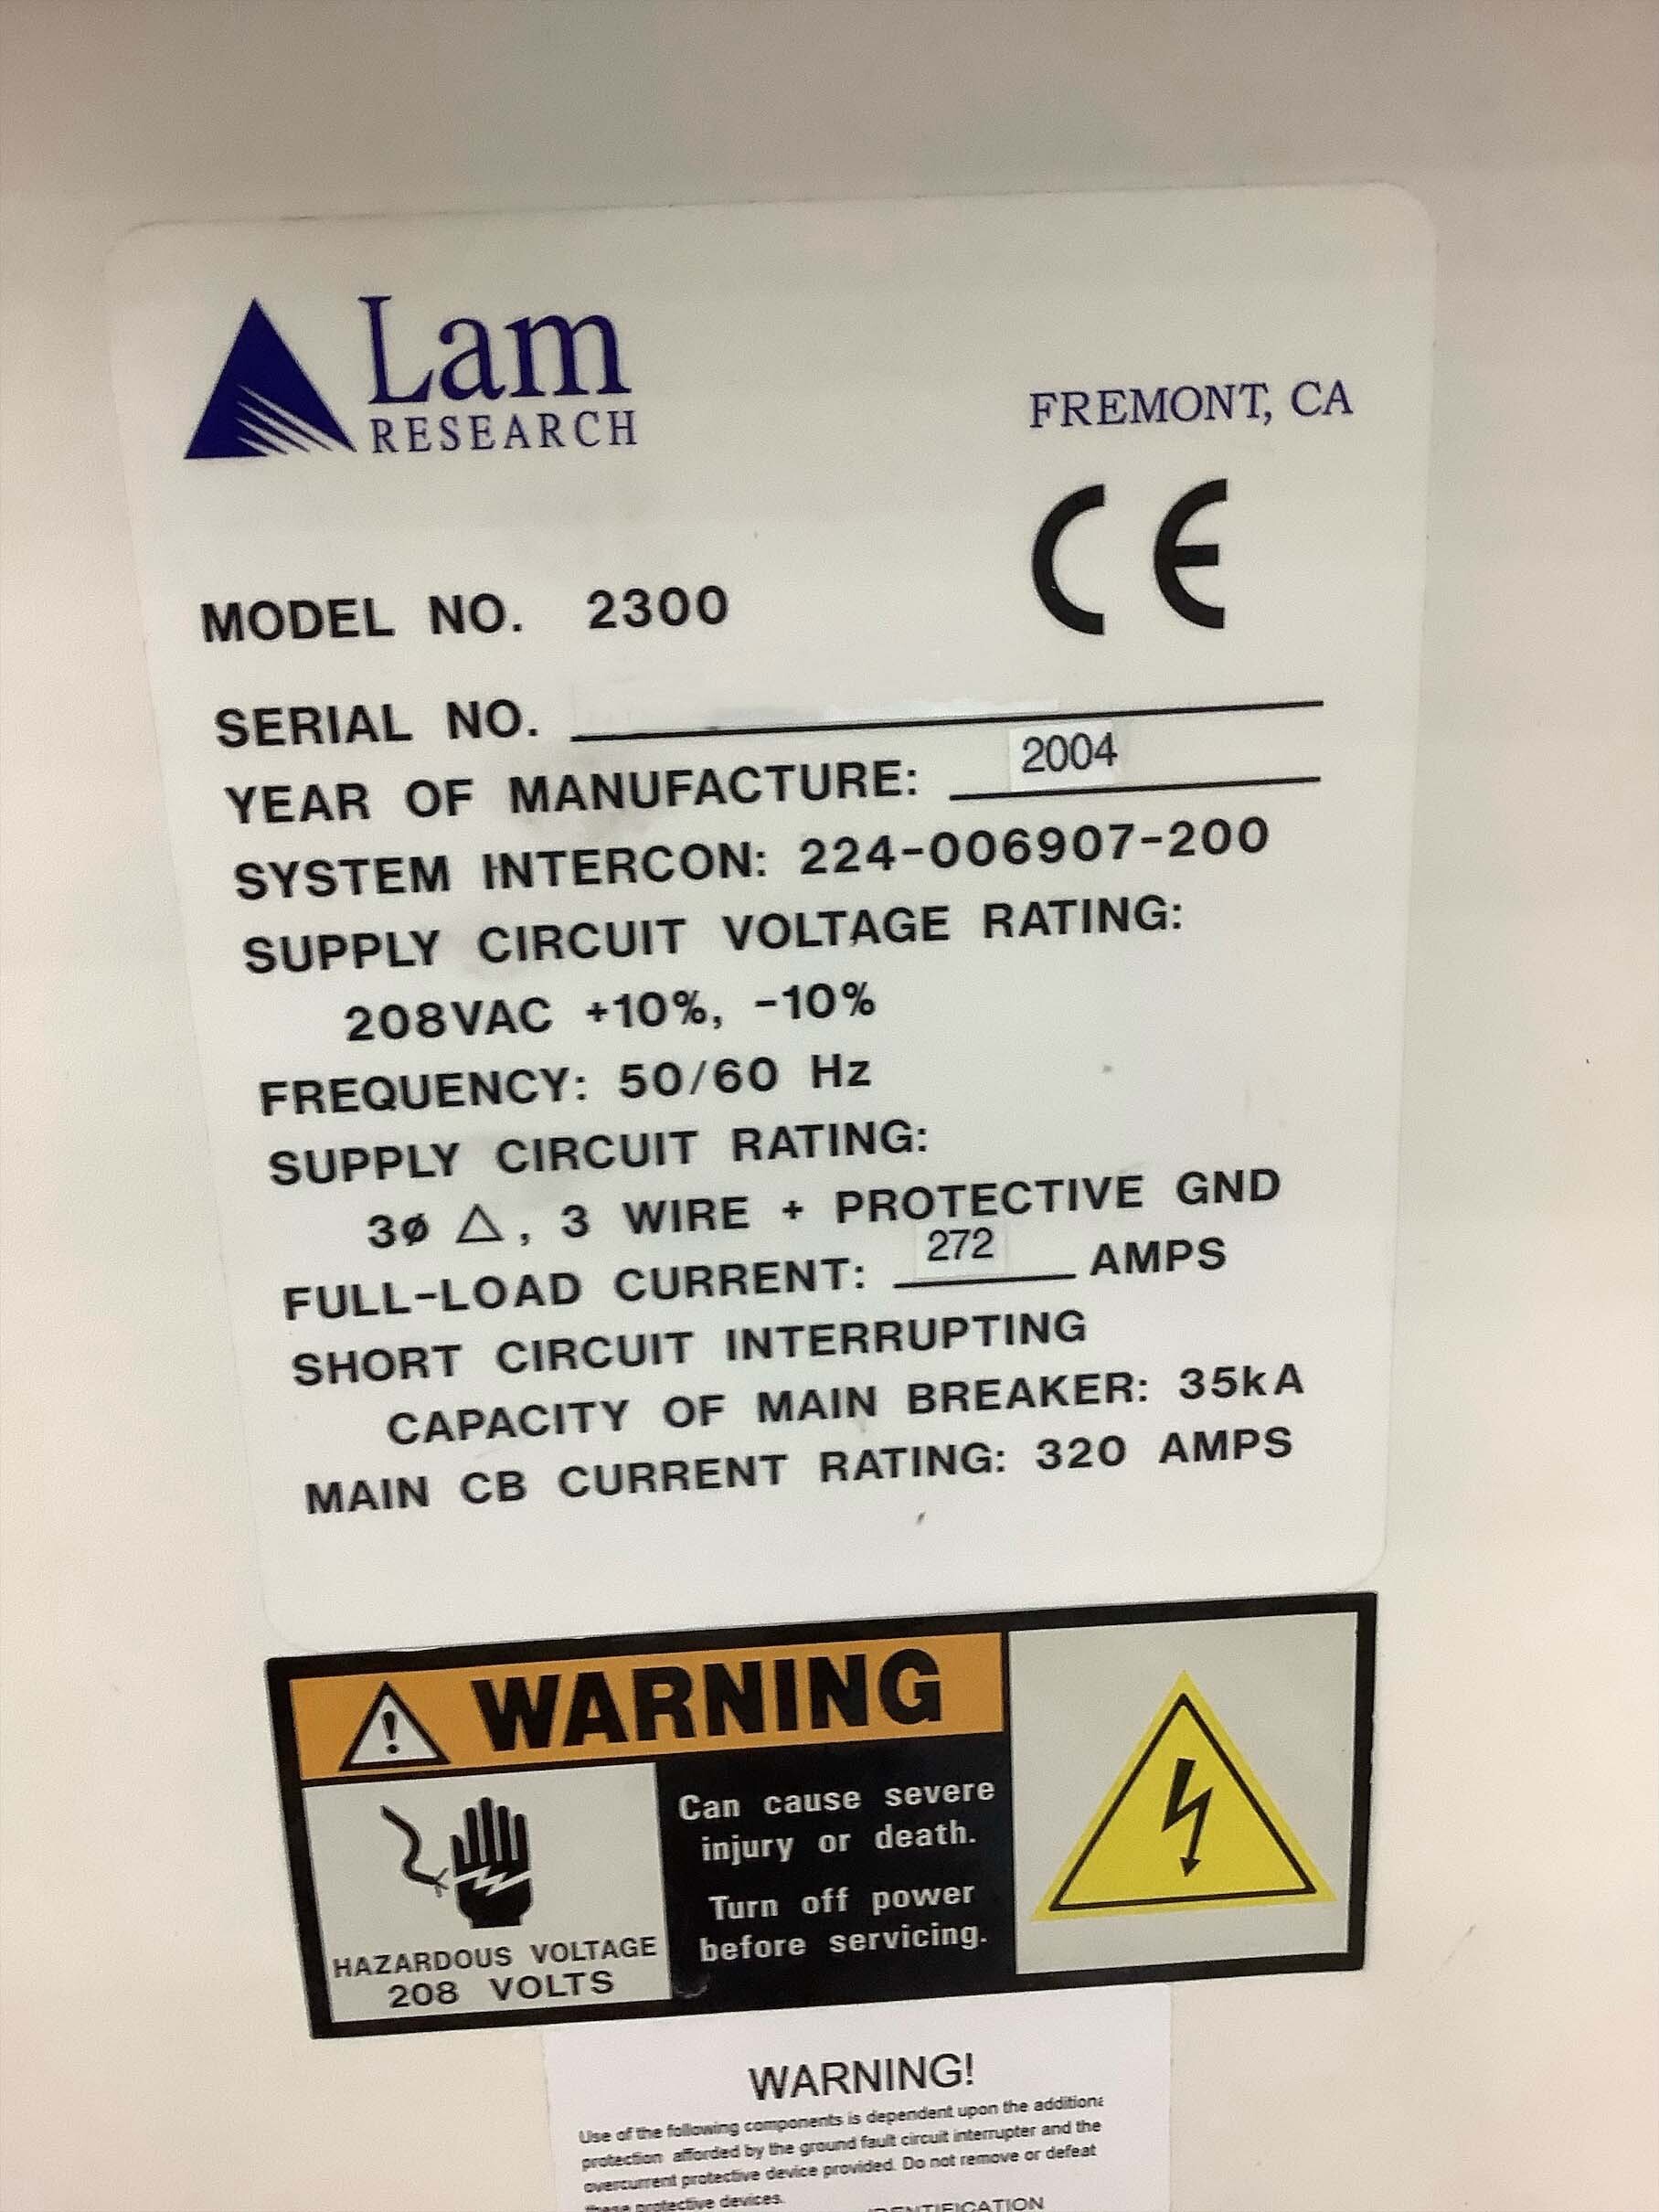 Lam
RESEARCH
FREMONT, CA
CE
MODEL NO. 2300
SERIAL NO.
YEAR OF MANUFACTURE: 2004
SYSTEM INTERCON: 224-006907-200
SUPPLY CIRCUIT VOLTAGE RATING:
208VAC +10%, -10%
FREQUENCY: 50/60 Hz
SUPPLY CIRCUIT RATING:
3ø △, 3 WIRE + PROTECTIVE GND
FULL-LOAD CURRENT: 272 AMPS
SHORT CIRCUIT INTERRUPTING
CAPACITY OF MAIN BREAKER: 35kA
MAIN CB CURRENT RATING: 320 AMPS
WARNING
Can cause severe
injury or death.
Turn off power
before servicing.
HAZARDOUS VOLTAGE
208 VOLTS
WARNING!
Use of the following components is dependent upon the additiona
protection afforded by the ground fault circuit interrupter and the
overcurrent protective device provided. Do not remove or defeat
these protective devices.
IDENTIFICATION